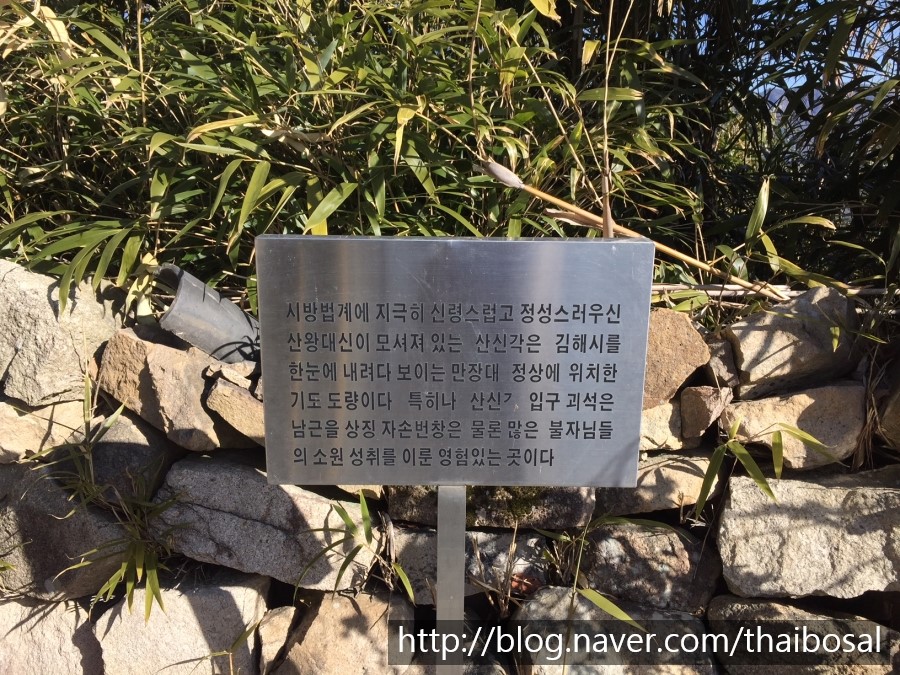 시방법계에 지극히 신령스럽고 정성스러우신
산왕대신이 모셔져 있는 산신각은 김해시를
한눈에 내려다 보이는 만장대 정상에 위치한
기도 도량이다 특히나 입구 괴석은
남근을 상징 자손번창은 물론 많은 불자님들
의 소원 성취를 이룬 영험있는 곳이다
http://blog.naver.com/thaibosal